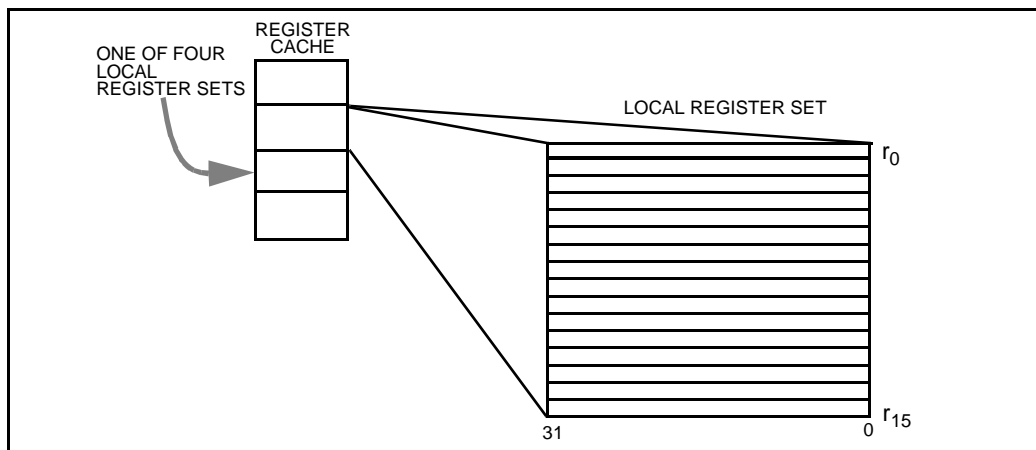 REGISTER
CACHE
ONE OF FOUR
LOCAL
REGISTER SETS
LOCAL REGISTER SET
r0
r15
31
0